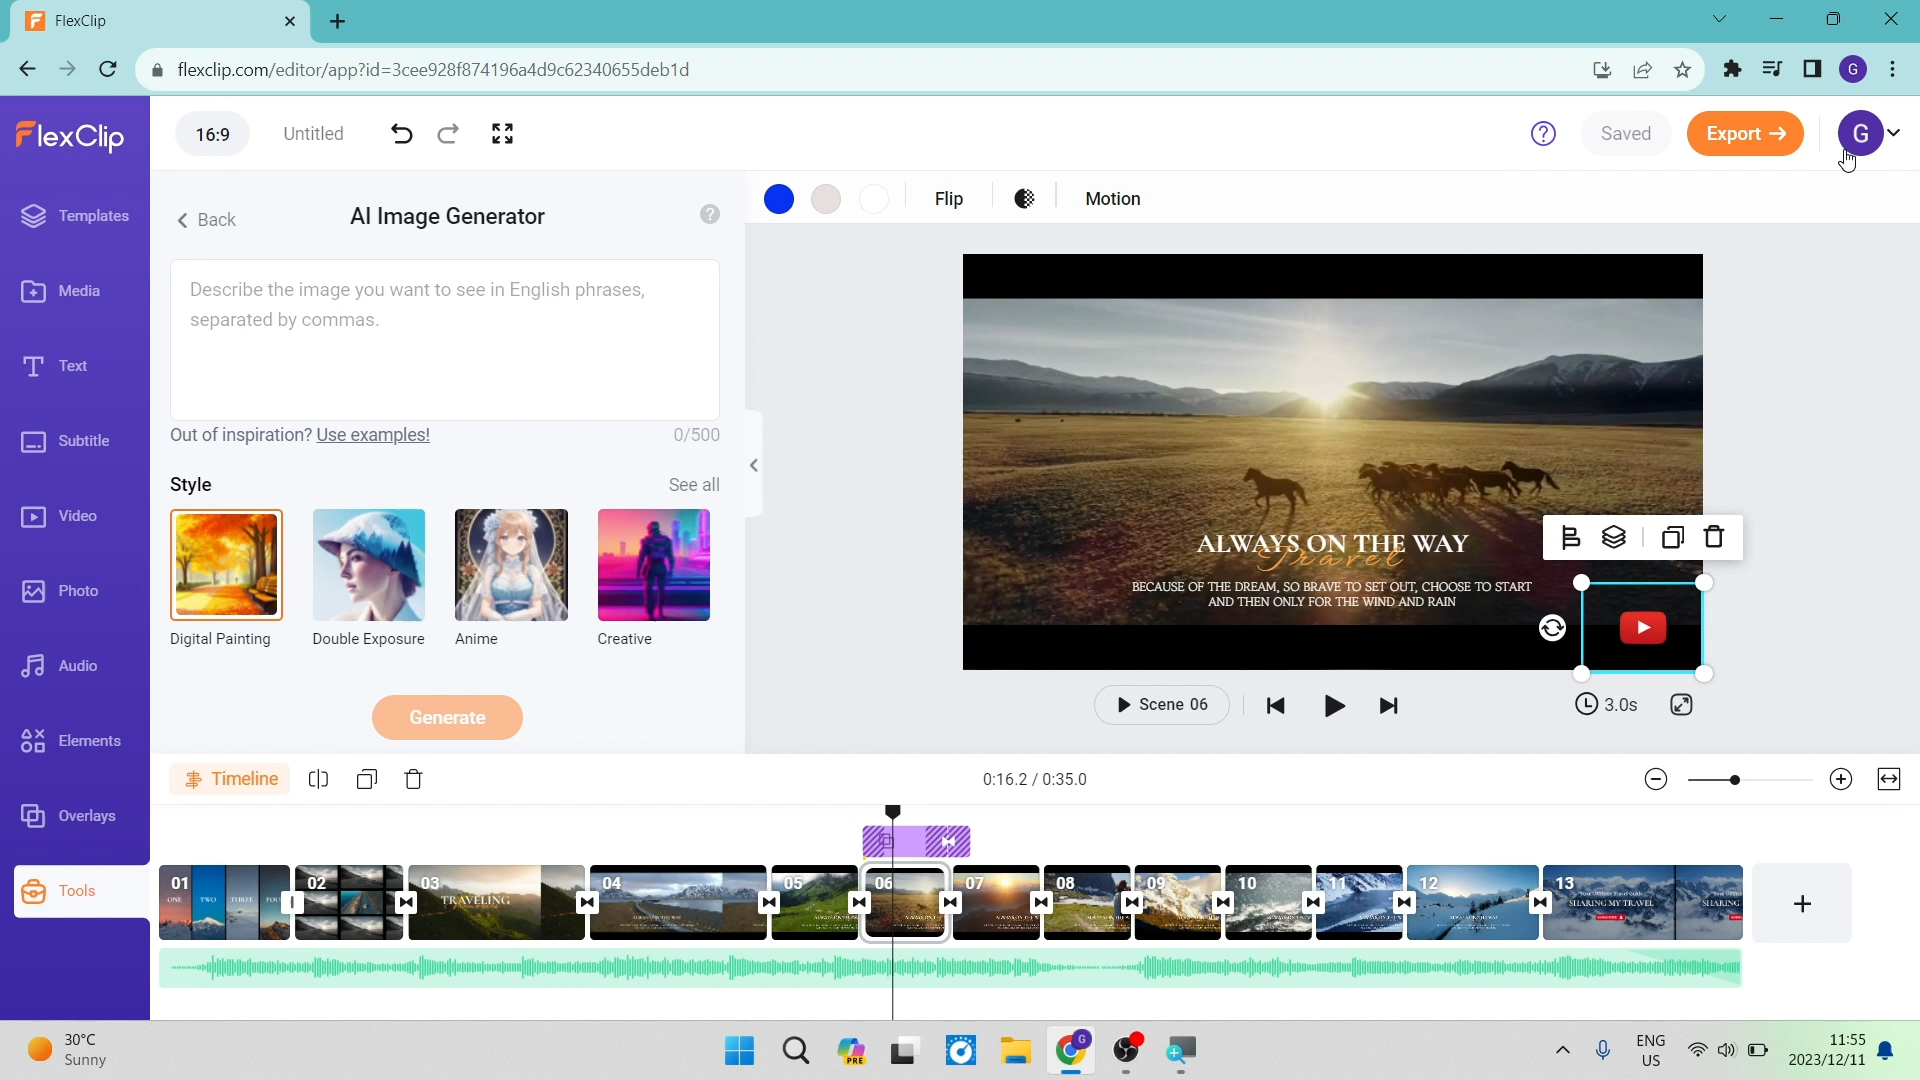 FlexClip
flexclip.com/editor/app?id=3cee928f874196a4d9c62340655deb1d
G
FlexClip
16:9
Untitled
Saved
Export
G
Templates
Media
Text
Subtitle
Video
Photo
Audio
Elements
Overlays
Tools
Back
AI Image Generator
Describe the image you want to see in English phrases,
separated by commas.
Out of inspiration? Use examples!
0/500
Style
See all
Digital Painting
Double Exposure
Anime
Creative
Generate
Flip
Motion
ALWAYS ON THE WAY
Travel
BECAUSE OF THE DREAM, SO BRAVE TO SET OUT, CHOOSE TO START
AND THEN ONLY FOR THE WIND AND RAIN
Scene 06
3.0s
Timeline
0:16.2 / 0:35.0
01
ONE TWO THREE
02
03
TRAVELING
04
05
06
07
08
09
10
11
12
13
SHARING MY TRAVEL
SHARING
30°C
Sunny
PRE
G
ENG
US
11:55
2023/12/11